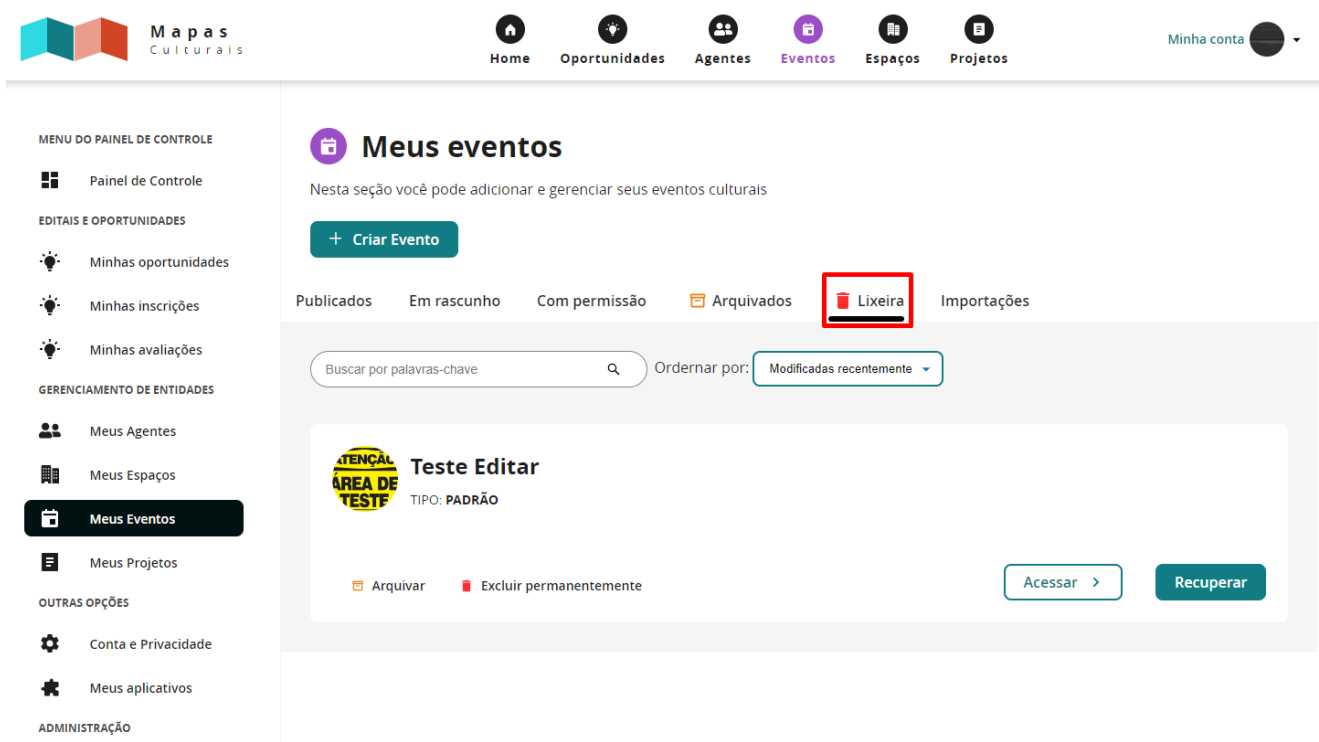 Mapas
Culturais
Home
Oportunidades
Agentes
Eventos
Espaços
Projetos
Minha conta
MENU DO PAINEL DE CONTROLE
Painel de Controle
EDITAIS E OPORTUNIDADES
Minhas oportunidades
Minhas inscrições
Minhas avaliações
GERENCIAMENTO DE ENTIDADES
Meus Agentes
Meus Espaços
Meus Eventos
Meus Projetos
OUTRAS OPÇÕES
Conta e Privacidade
Meus aplicativos
ADMINISTRAÇÃO
Meus eventos
Nesta seção você pode adicionar e gerenciar seus eventos culturais
+ Criar Evento
Publicados
Em rascunho
Com permissão
Arquivados
Lixeira
Importações
Buscar por palavras-chave
Ordernar por:
Modificadas recentemente
ATENÇÃO
ÁREA DE
TESTE
Teste Editar
TIPO: PADRÃO
Arquivar
Excluir permanentemente
Acessar >
Recuperar